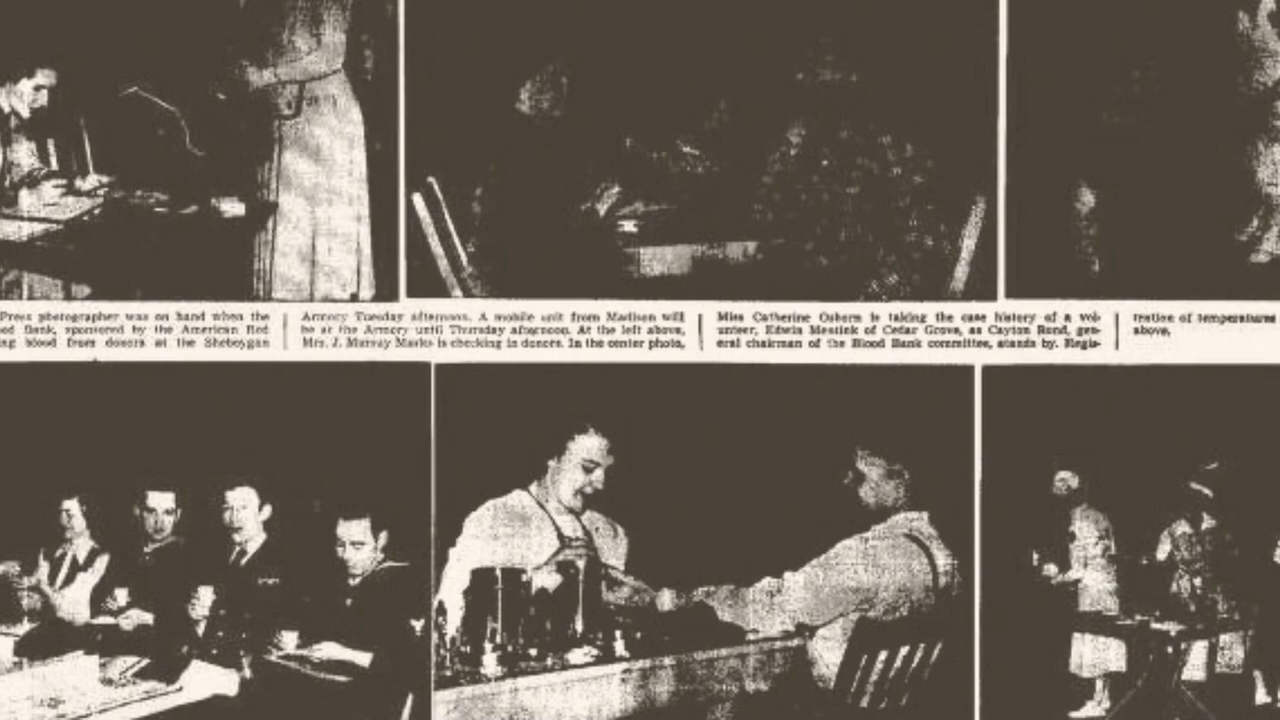 Press photographer was on hand when the
ood Bank, sponsored by the American Red
ng blood from donors at the Sheboygan
Armory Tuesday afternoon. A mobile unit from Madison will
be at the Armory until Thursday afternoon. At the left above,
Mrs. J. Murray Marks is checking in donors. In the center photo,
Miss Catherine Osborn is taking the case history of a vol-
unteer, Edwin Mentink of Cedar Grove, as Cayton Bond, gen-
eral chairman of the Blood Bank committee, stands by. Regis-
tration of temperatures
above.